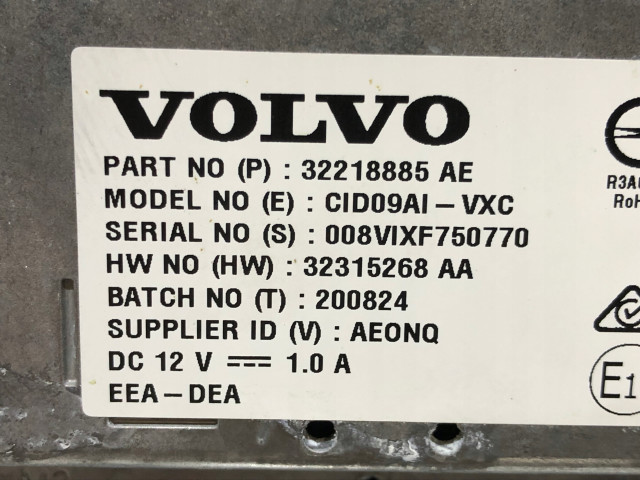 VOLVO
PART NO (P) : 32218885 AE
MODEL NO (E) : CID09AI-VXC
SERIAL NO (S) : 008VIXF750770
HW NO (HW) : 32315268 AA
BATCH NO (T) : 200824
SUPPLIER ID (V) : AEONQ
DC 12 V 1.0 A
EEA-DEA
E1